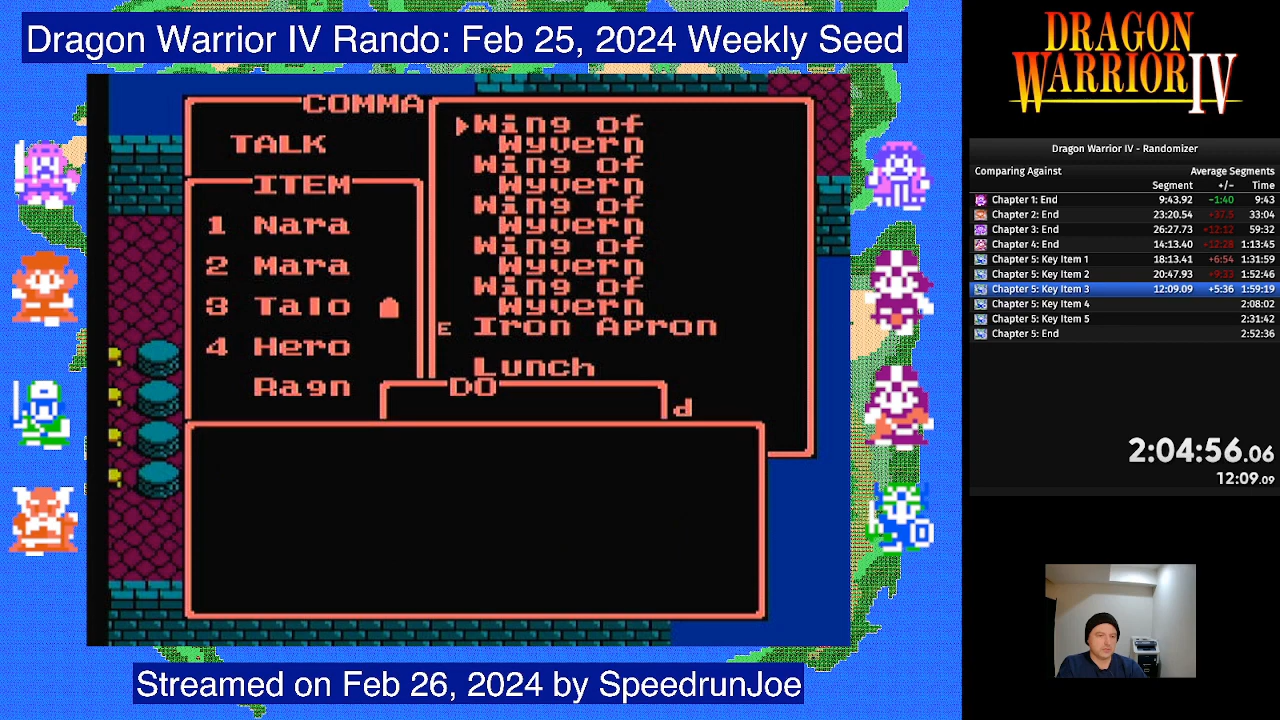 Dragon Warrior IV Rando: Feb 25, 2024 Weekly Seed
COMMA
TALK
ITEM
1 Nara
2 Mara
3 Talo
4 Hero
Ragn
Wing of
Wyvern
Wing of
Wyvern
Wing of
Wyvern
Wing of
Wyvern
Wing of
Wyvern
E Iron Apron
Lunch
DO
d
Streamed on Feb 26, 2024 by SpeedrunJoe
DRAGON
WARRIOR IV
Dragon Warrior IV - Randomizer
Comparing Against Average Segments
Segment +/- Time
Chapter 1: End 9:43.92 −1:40 9:43
Chapter 2: End 23:20.54 +37.5 33:04
Chapter 3: End 26:27.73 +12:12 59:32
Chapter 4: End 14:13.40 +12:28 1:13:45
Chapter 5: Key Item 1 18:13.41 +6:54 1:31:59
Chapter 5: Key Item 2 20:47.93 +9:33 1:52:46
Chapter 5: Key Item 3 12:09.09 +5:36 1:59:19
Chapter 5: Key Item 4 2:08:02
Chapter 5: Key Item 5 2:31:42
Chapter 5: End 2:52:36
2:04:56.06
12:09.09